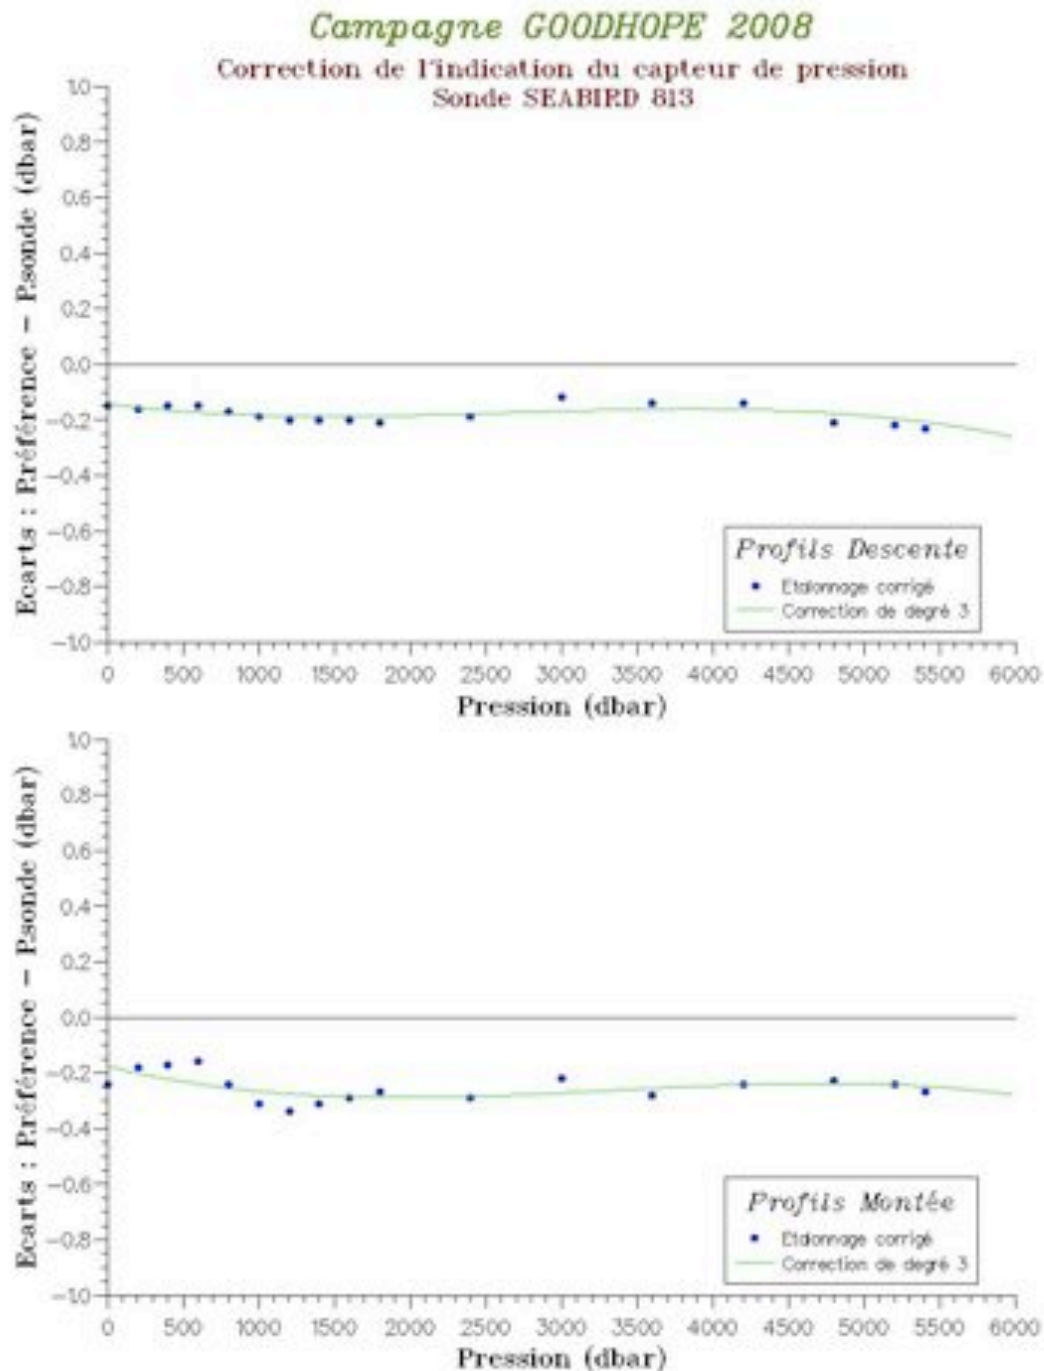 Campagne GOODHOPE 2008
Correction de l'indication du capteur de pression
Sonde SEABIRD 813
Ecarts : P.référence - P.sonde (dbar)
1.0
0.8
0.6
0.4
0.2
0.0
-0.2
-0.4
-0.6
-0.8
-1.0
Profils Descente
Etalonnage corrigé
Correction de degré 3
0 500 1000 1500 2000 2500 3000 3500 4000 4500 5000 5500 6000
Pression (dbar)
Ecarts : P.référence - P.sonde (dbar)
1.0
0.8
0.6
0.4
0.2
0.0
-0.2
-0.4
-0.6
-0.8
-1.0
Profils Montée
Etalonnage corrigé
Correction de degré 3
0 500 1000 1500 2000 2500 3000 3500 4000 4500 5000 5500 6000
Pression (dbar)